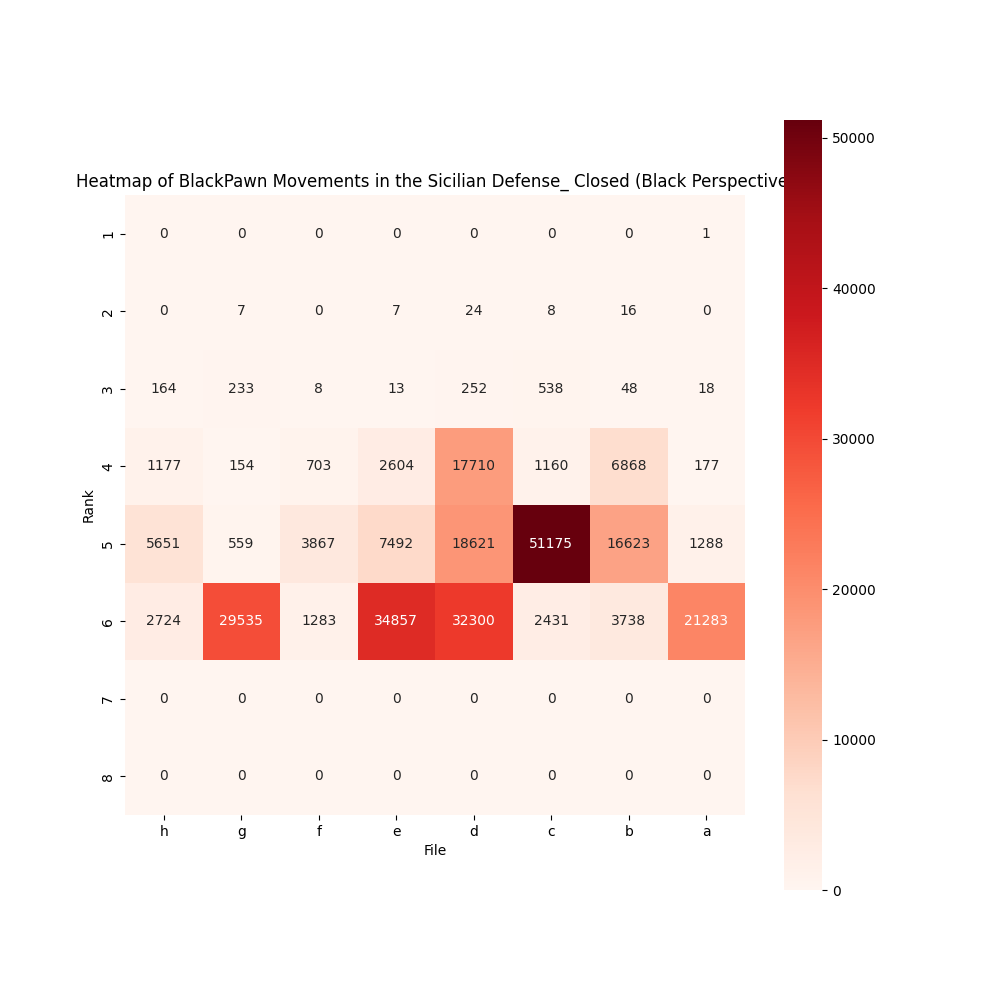 Heatmap of BlackPawn Movements in the Sicilian Defense_ Closed (Black Perspective
50000
40000
30000
20000
10000
0
Rank
1 0 0 0 0 0 0 0 1
2 0 7 0 7 24 8 16 0
3 164 233 8 13 252 538 48 18
4 1177 154 703 2604 17710 1160 6868 177
5 5651 559 3867 7492 18621 51175 16623 1288
6 2724 29535 1283 34857 32300 2431 3738 21283
7 0 0 0 0 0 0 0 0
8 0 0 0 0 0 0 0 0
h g f e d c b a
File